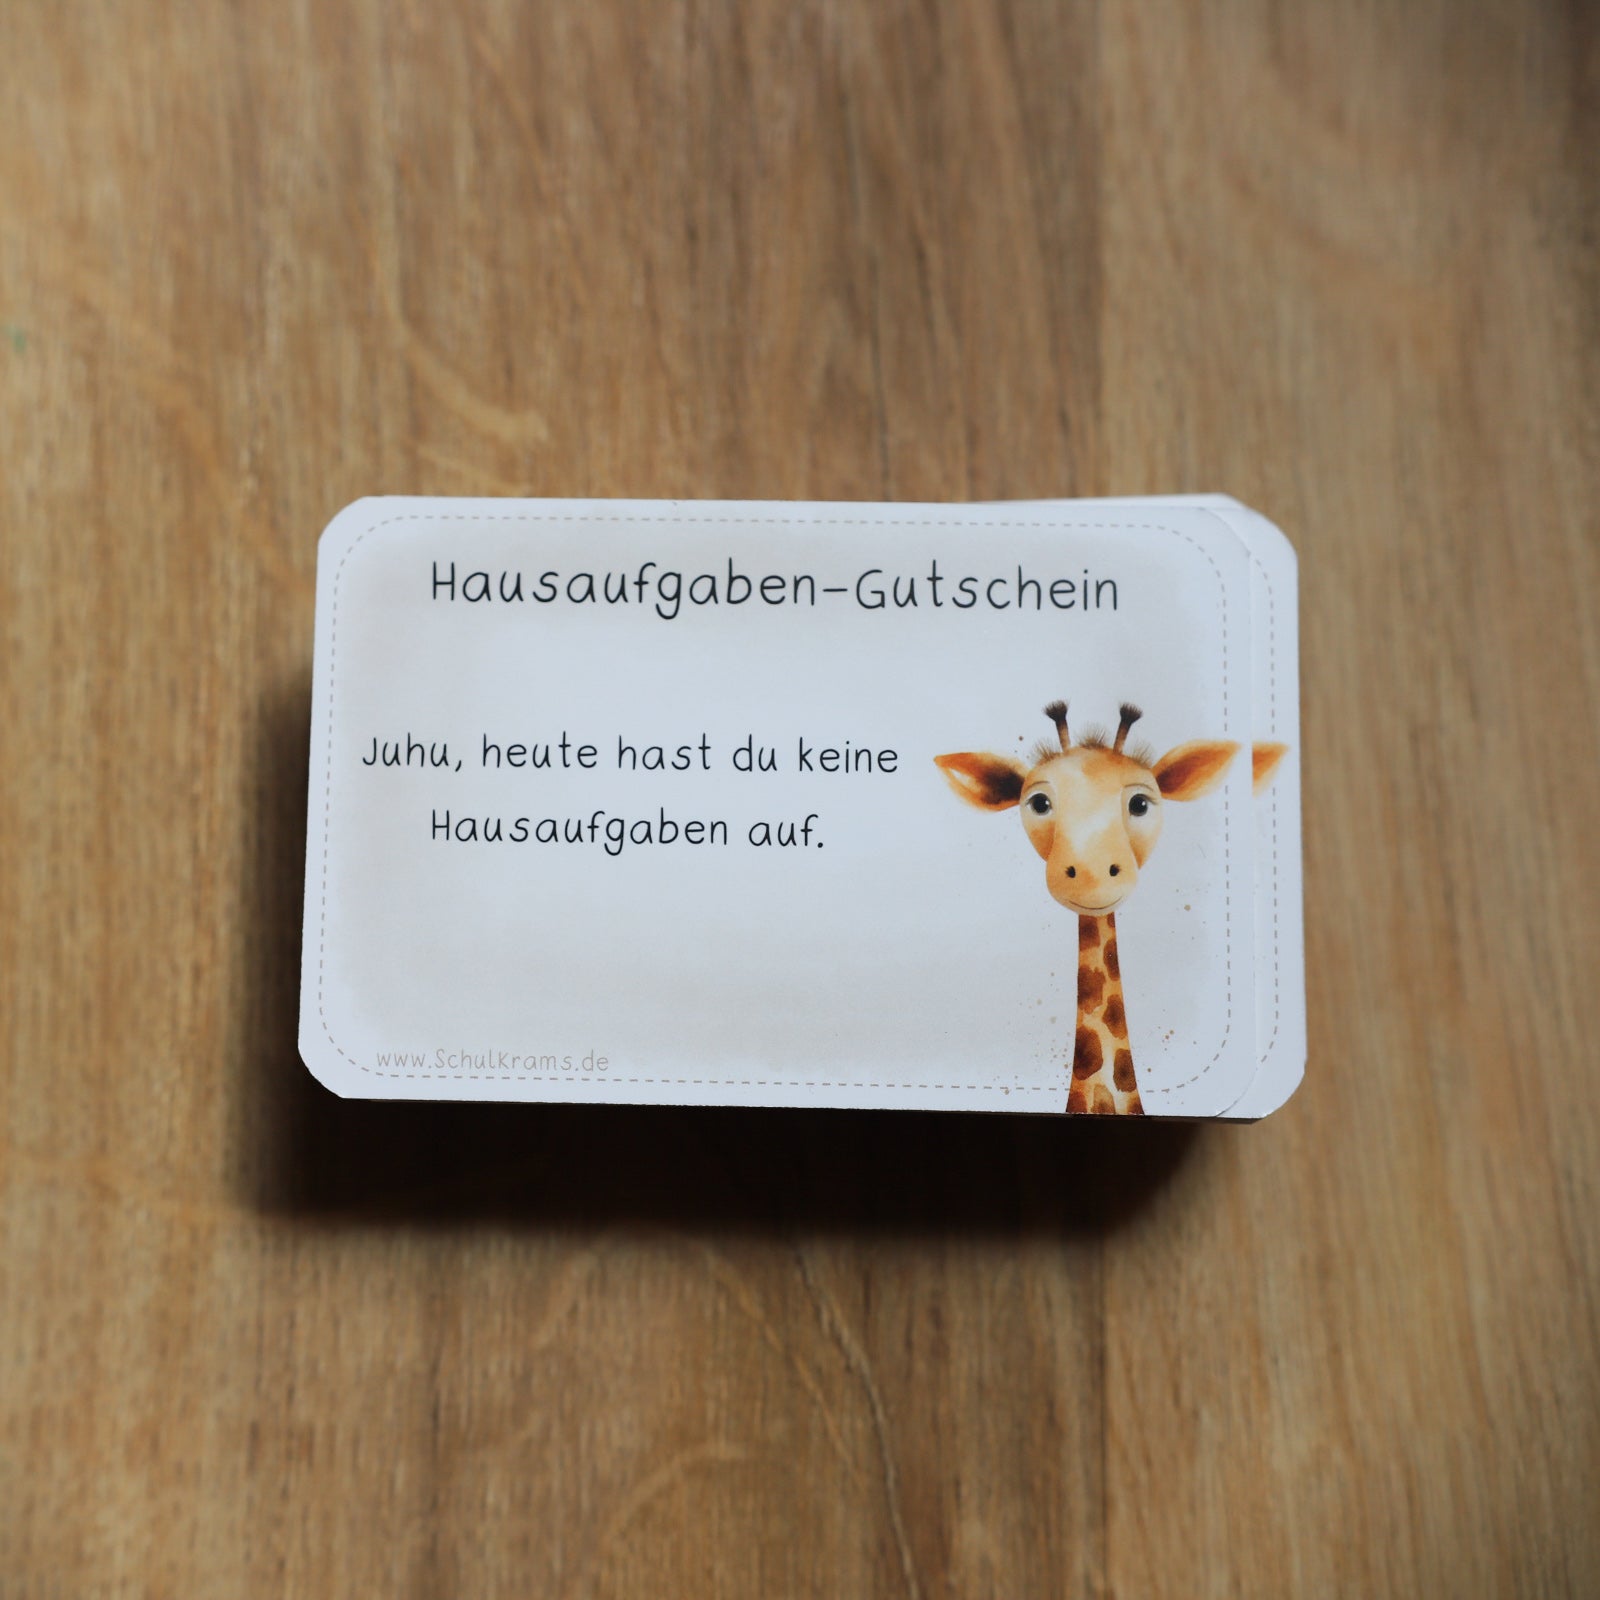 Hausaufgaben-Gutschein
Juhu, heute hast du keine
Hausaufgaben auf.
www.Schulkrams.de